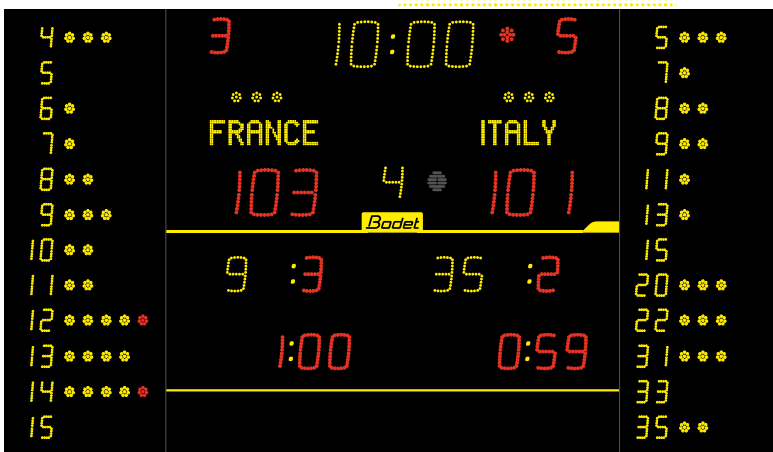 4 3 10:00 5 5
5 7
6 FRANCE ITALY 8
7 9
8 103 4 101 11
9 Bodet 13
10 9 :3 35 :2 15
11 20
12 22
13 1:00 0:59 31
14 33
15 35